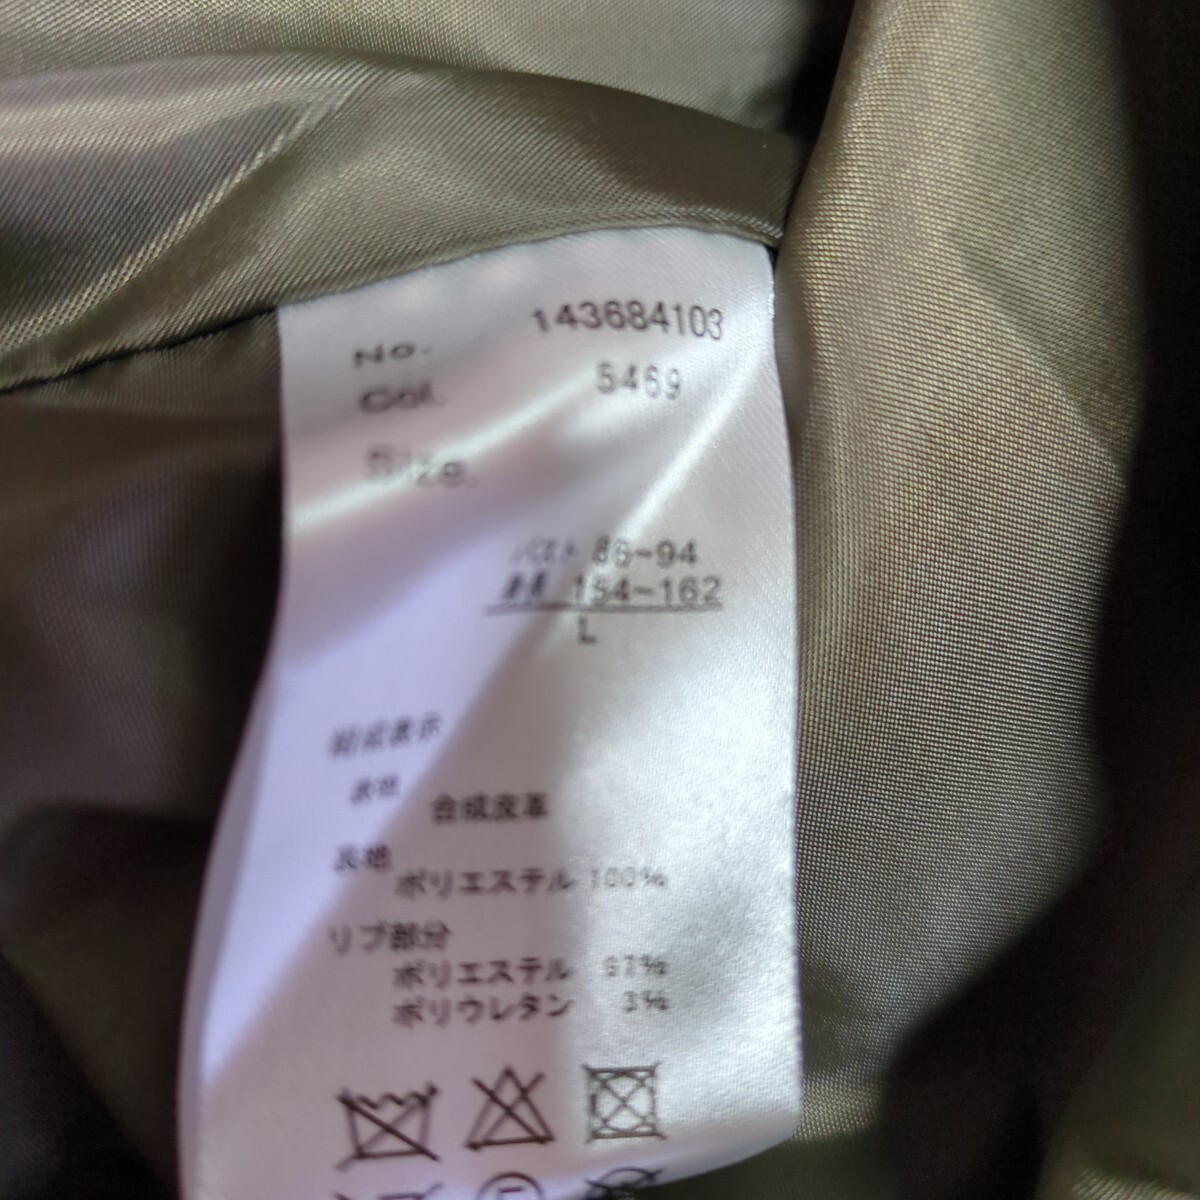 No. 143684103
Col. 5469
Size.
バスト 86~94
身長 154~162
L
組成表示
表地
合成皮革
裏地
ポリエステル 100%
リブ部分
ポリエステル 97%
ポリウレタン 3%